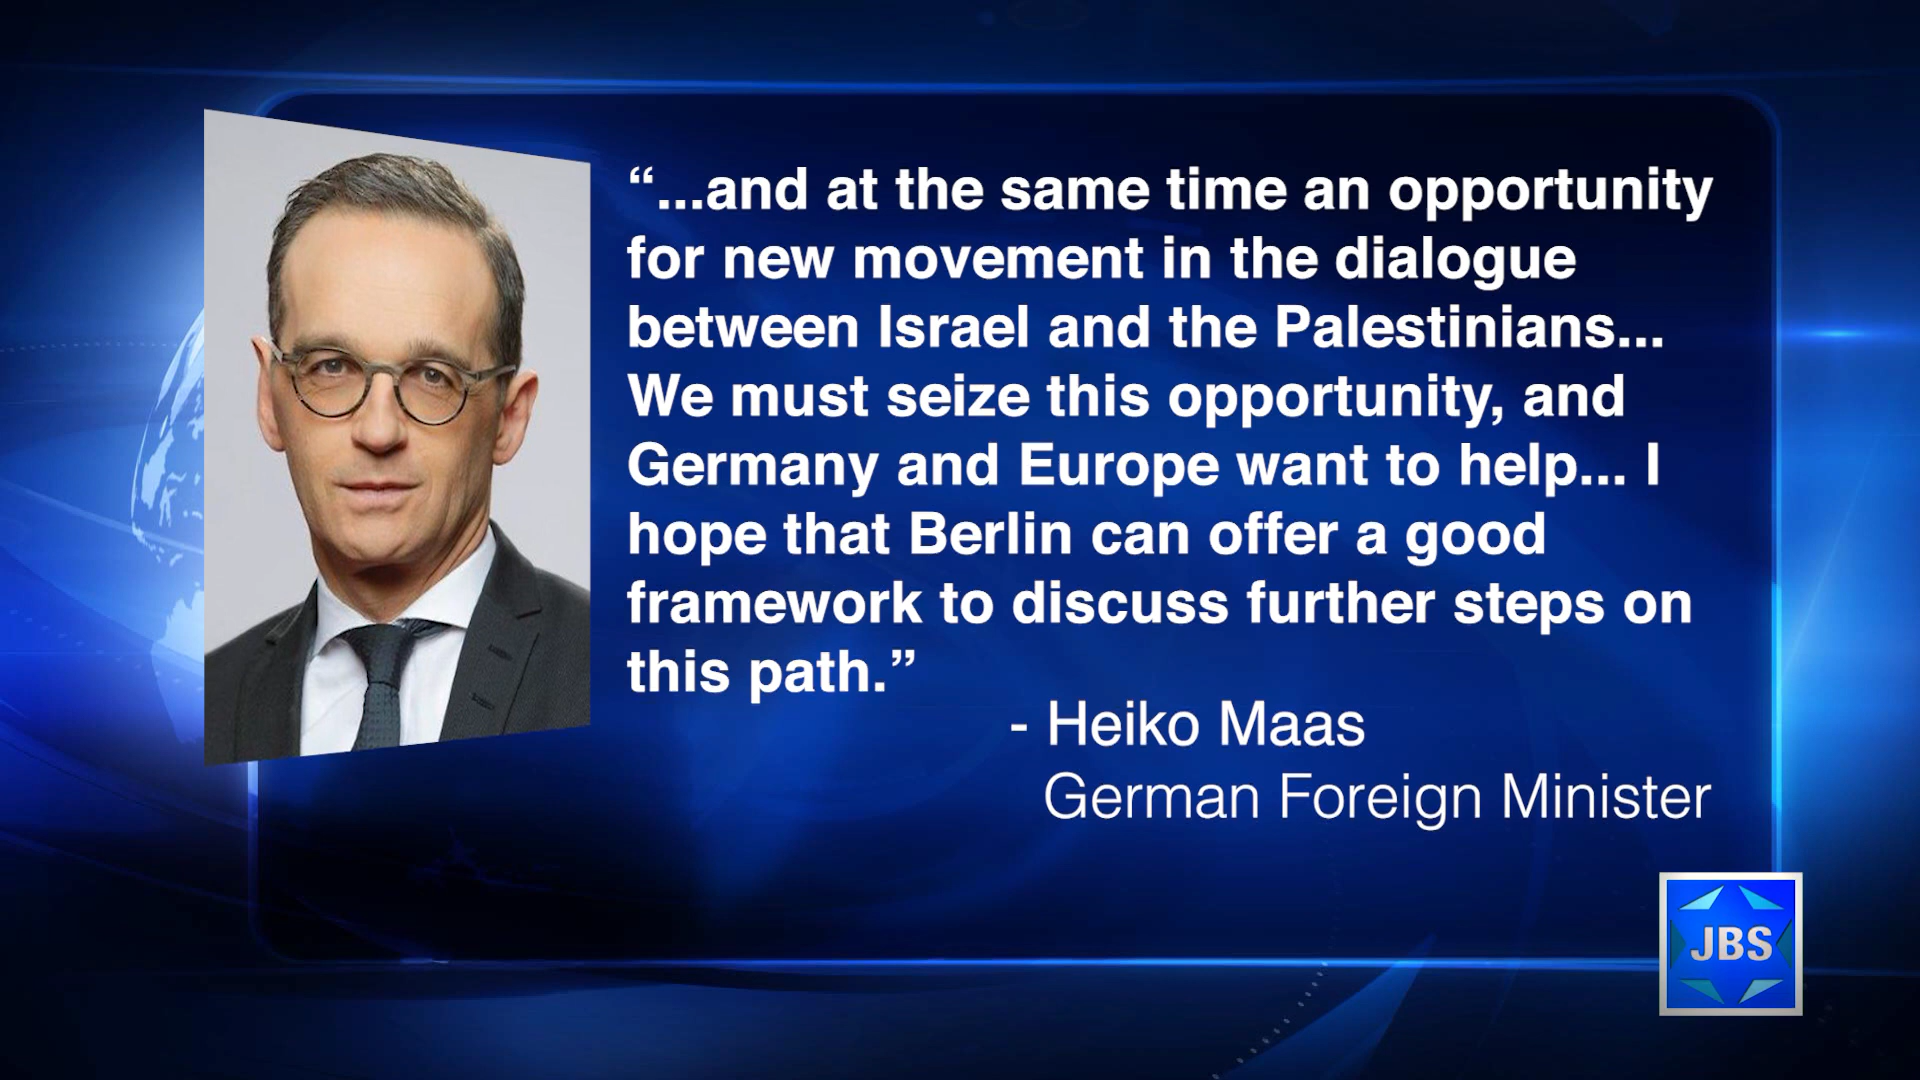 “...and at the same time an opportunity
for new movement in the dialogue
between Israel and the Palestinians...
We must seize this opportunity, and
Germany and Europe want to help... I
hope that Berlin can offer a good
framework to discuss further steps on
this path.”
- Heiko Maas
German Foreign Minister
JBS